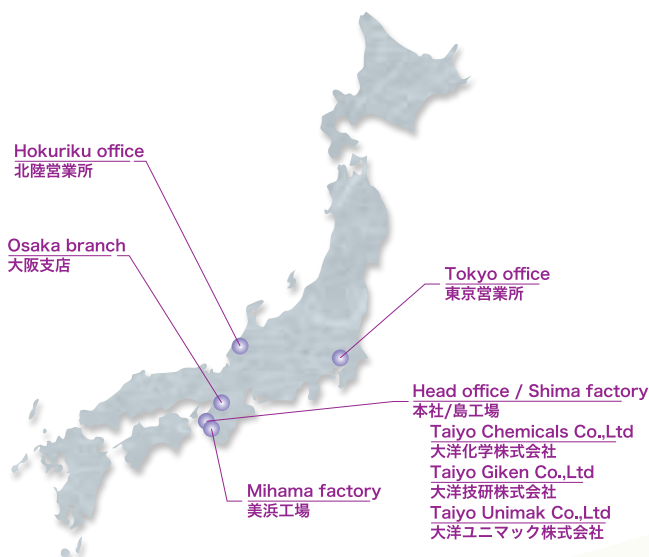 Hokuriku office
北陸営業所
Osaka branch
大阪支店
Tokyo office
東京営業所
Head office / Shima factory
本社/島工場
Taiyo Chemicals Co.,Ltd
大洋化学株式会社
Taiyo Giken Co.,Ltd
大洋技研株式会社
Taiyo Unimak Co.,Ltd
大洋ユニマック株式会社
Mihama factory
美浜工場